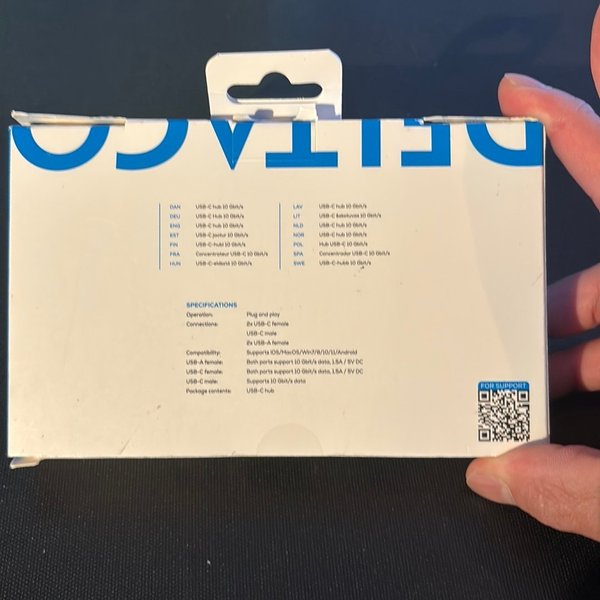 DELTACO
DAN USB-C hub 10 Gbit/s
DEU USB-C Hub 10 Gbit/s
ENG USB-C hub 10 Gbit/s
EST USB-C jaotur 10 Gbit/s
FIN USB-C-hubi 10 Gbit/s
FRA Concentrateur USB-C 10 Gbit/s
HUN USB-C-elosztó 10 Gbit/s
LAV USB-C hub 10 Gbit/s
LIT USB-C šakotuvas 10 Gbit/s
NLD USB-C hub 10 Gbit/s
NOR USB-C hub 10 Gbit/s
POL Hub USB-C 10 Gbit/s
SPA Concentrador USB-C 10 Gbit/s
SWE USB-C-hubb 10 Gbit/s
SPECIFICATIONS
Operation: Plug and play
Connections: 2x USB-C female
USB-C male
2x USB-A female
Compatibility: Supports iOS/MacOS/Win7/8/10/11/Android
USB-A female: Both ports support 10 Gbit/s data, 1.5A / 5V DC
USB-C female: Both ports support 10 Gbit/s data, 1.5A / 5V DC
USB-C male: Supports 10 Gbit/s data
Package contents: USB-C hub
FOR SUPPORT